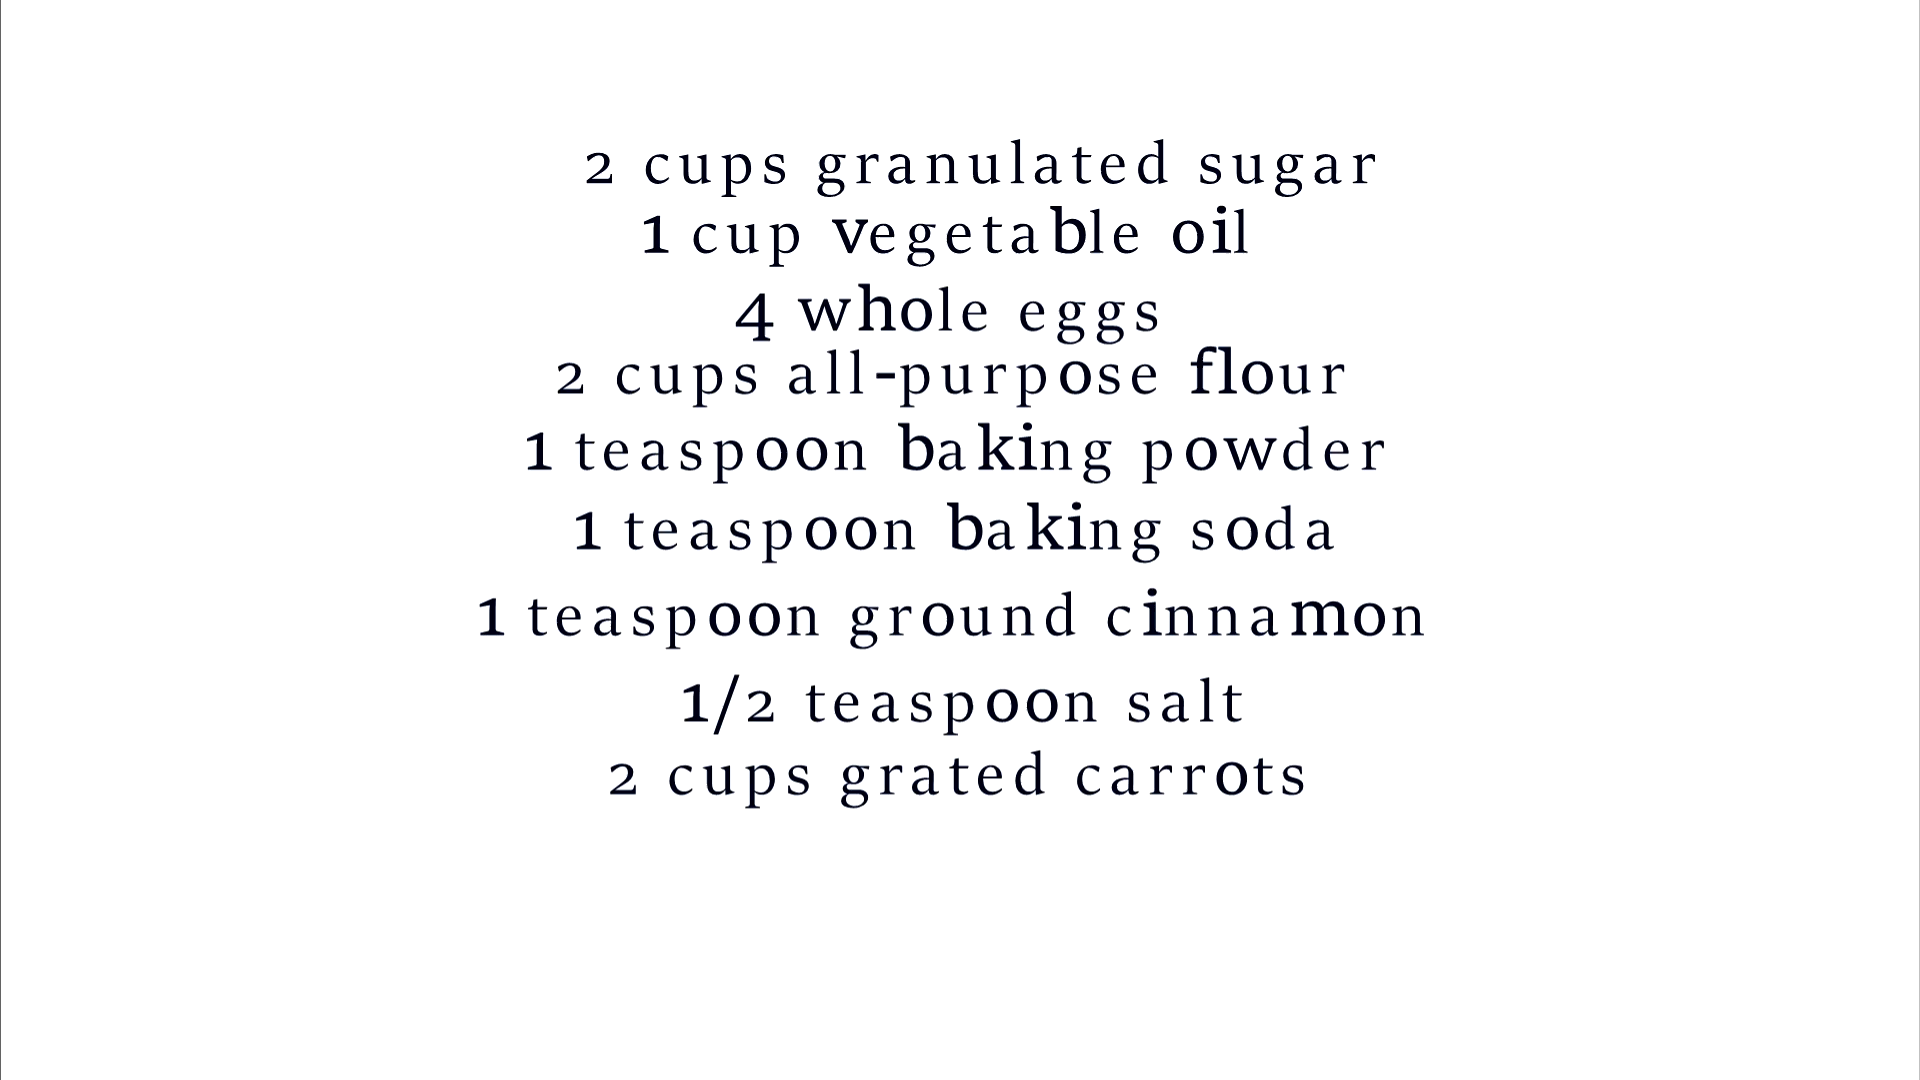 2 cups granulated sugar
1 cup vegetable oil
4 whole eggs
2 cups all-purpose flour
1 teaspoon baking powder
1 teaspoon baking soda
1 teaspoon ground cinnamon
1/2 teaspoon salt
2 cups grated carrots